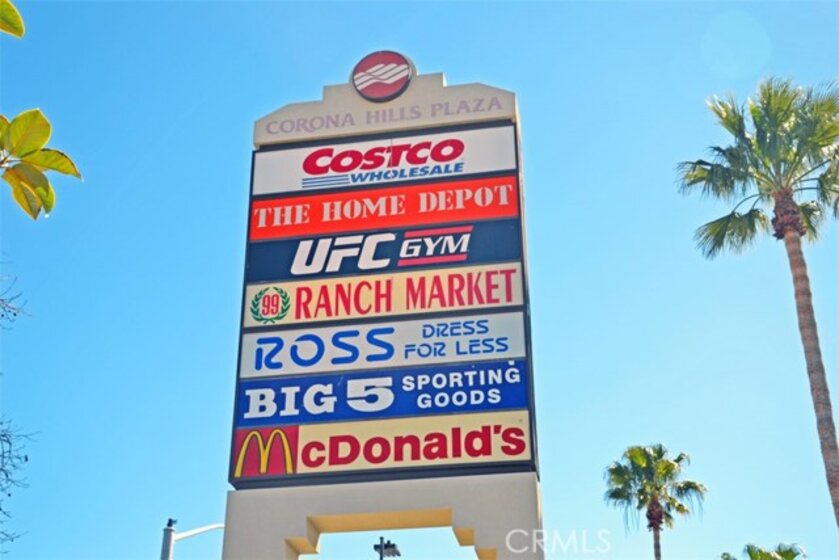 CORONA HILLS PLAZA
COSTCO
WHOLESALE
THE HOME DEPOT
UFC GYM
99 RANCH MARKET
ROSS DRESS
FOR LESS
BIG 5 SPORTING
GOODS
McDonald's
CRMLS